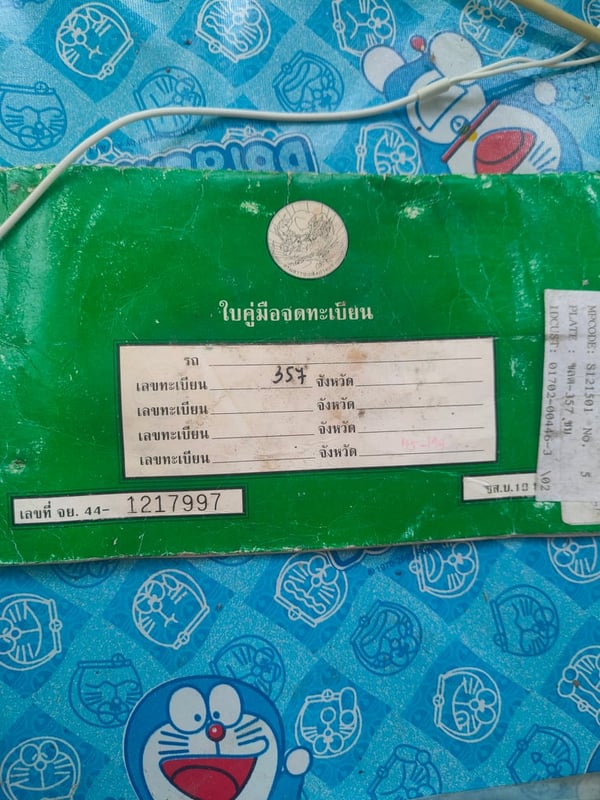 ใบคู่มือจดทะเบียน
รถ
เลขทะเบียน 357 จังหวัด
เลขทะเบียน จังหวัด
เลขทะเบียน จังหวัด
เลขทะเบียน จังหวัด
เลขที่ จย. 44- 1217997
ชส.บ.10
MPCODE: S121501 NO. 5
PLATE : ขยท-357,ชบ
IDCUST: 01702-00446-3 \02